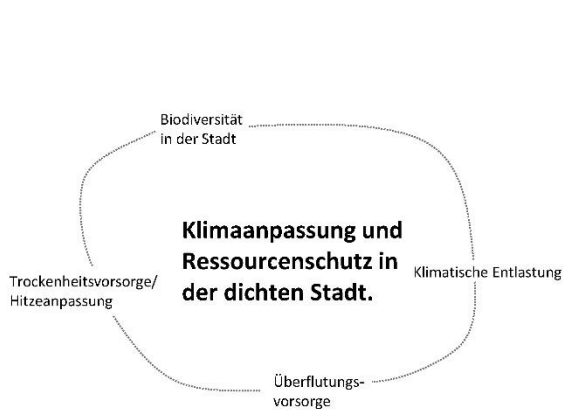 Biodiversität
in der Stadt
Klimaanpassung und
Ressourcenschutz in
der dichten Stadt.
Klimatische Entlastung
Trockenheitsvorsorge/
Hitzeanpassung
Überflutungs-
vorsorge